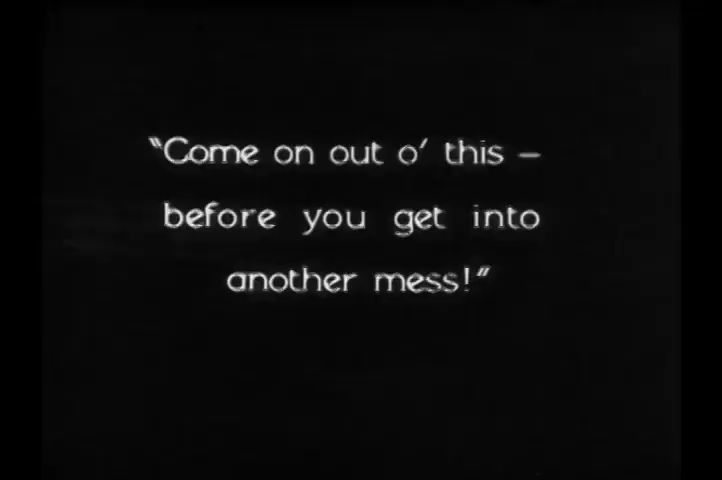 "Come on out o' this –
before you get into
another mess!"